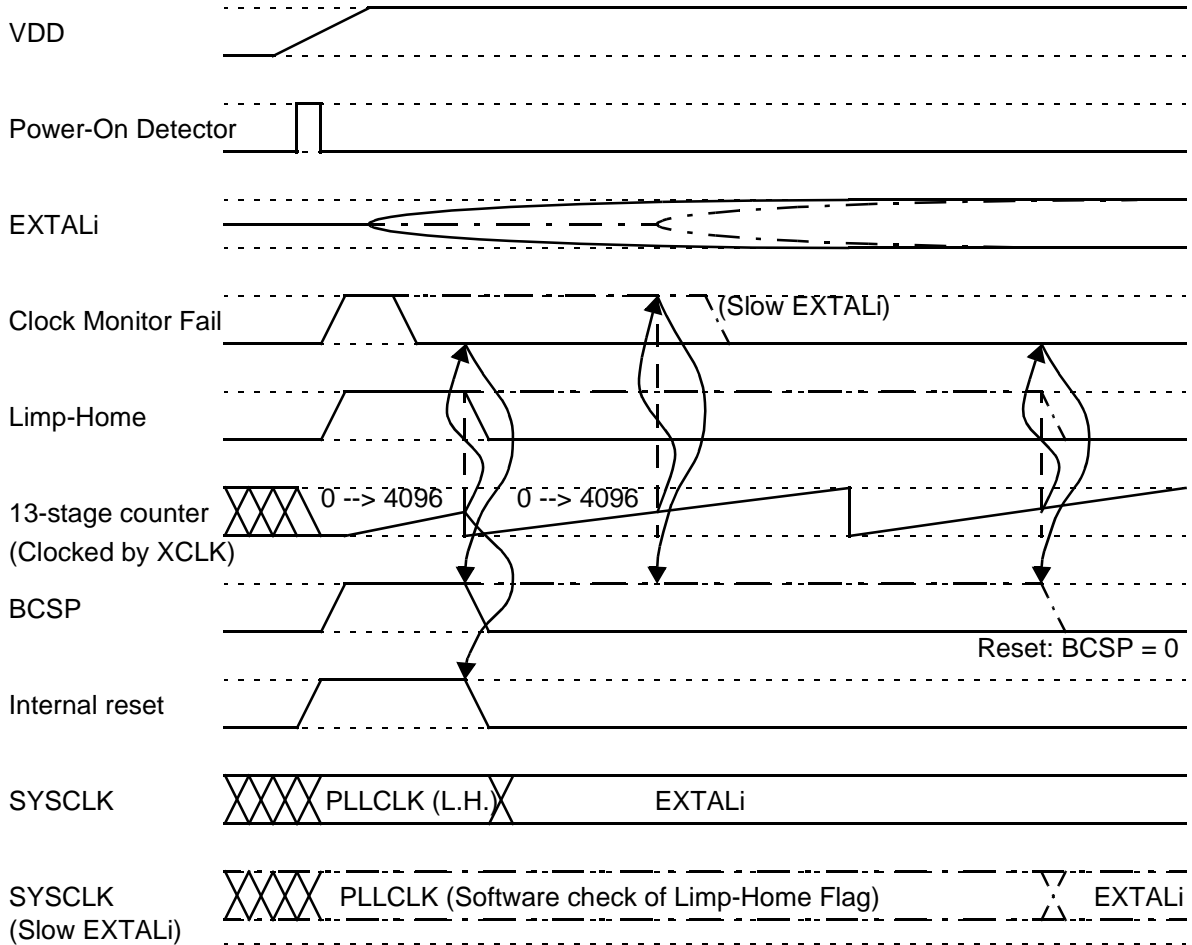 VDD
Power-On Detector
EXTALi
Clock Monitor Fail
(Slow EXTALi)
Limp-Home
13-stage counter
(Clocked by XCLK)
0 --> 4096
0 --> 4096
BCSP
Reset: BCSP = 0
Internal reset
SYSCLK
PLLCLK (L.H.)
EXTALi
SYSCLK
(Slow EXTALi)
PLLCLK (Software check of Limp-Home Flag)
EXTALi